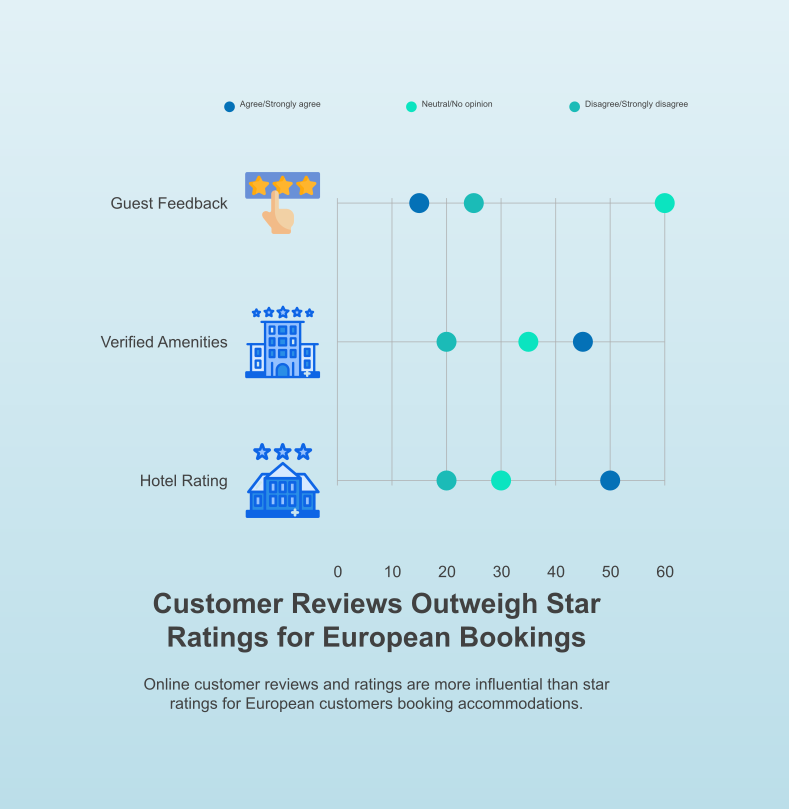 Agree/Strongly agree
Neutral/No opinion
Disagree/Strongly disagree
Guest Feedback
Verified Amenities
Hotel Rating
0 10 20 30 40 50 60
Customer Reviews Outweigh Star
Ratings for European Bookings
Online customer reviews and ratings are more influential than star
ratings for European customers booking accommodations.